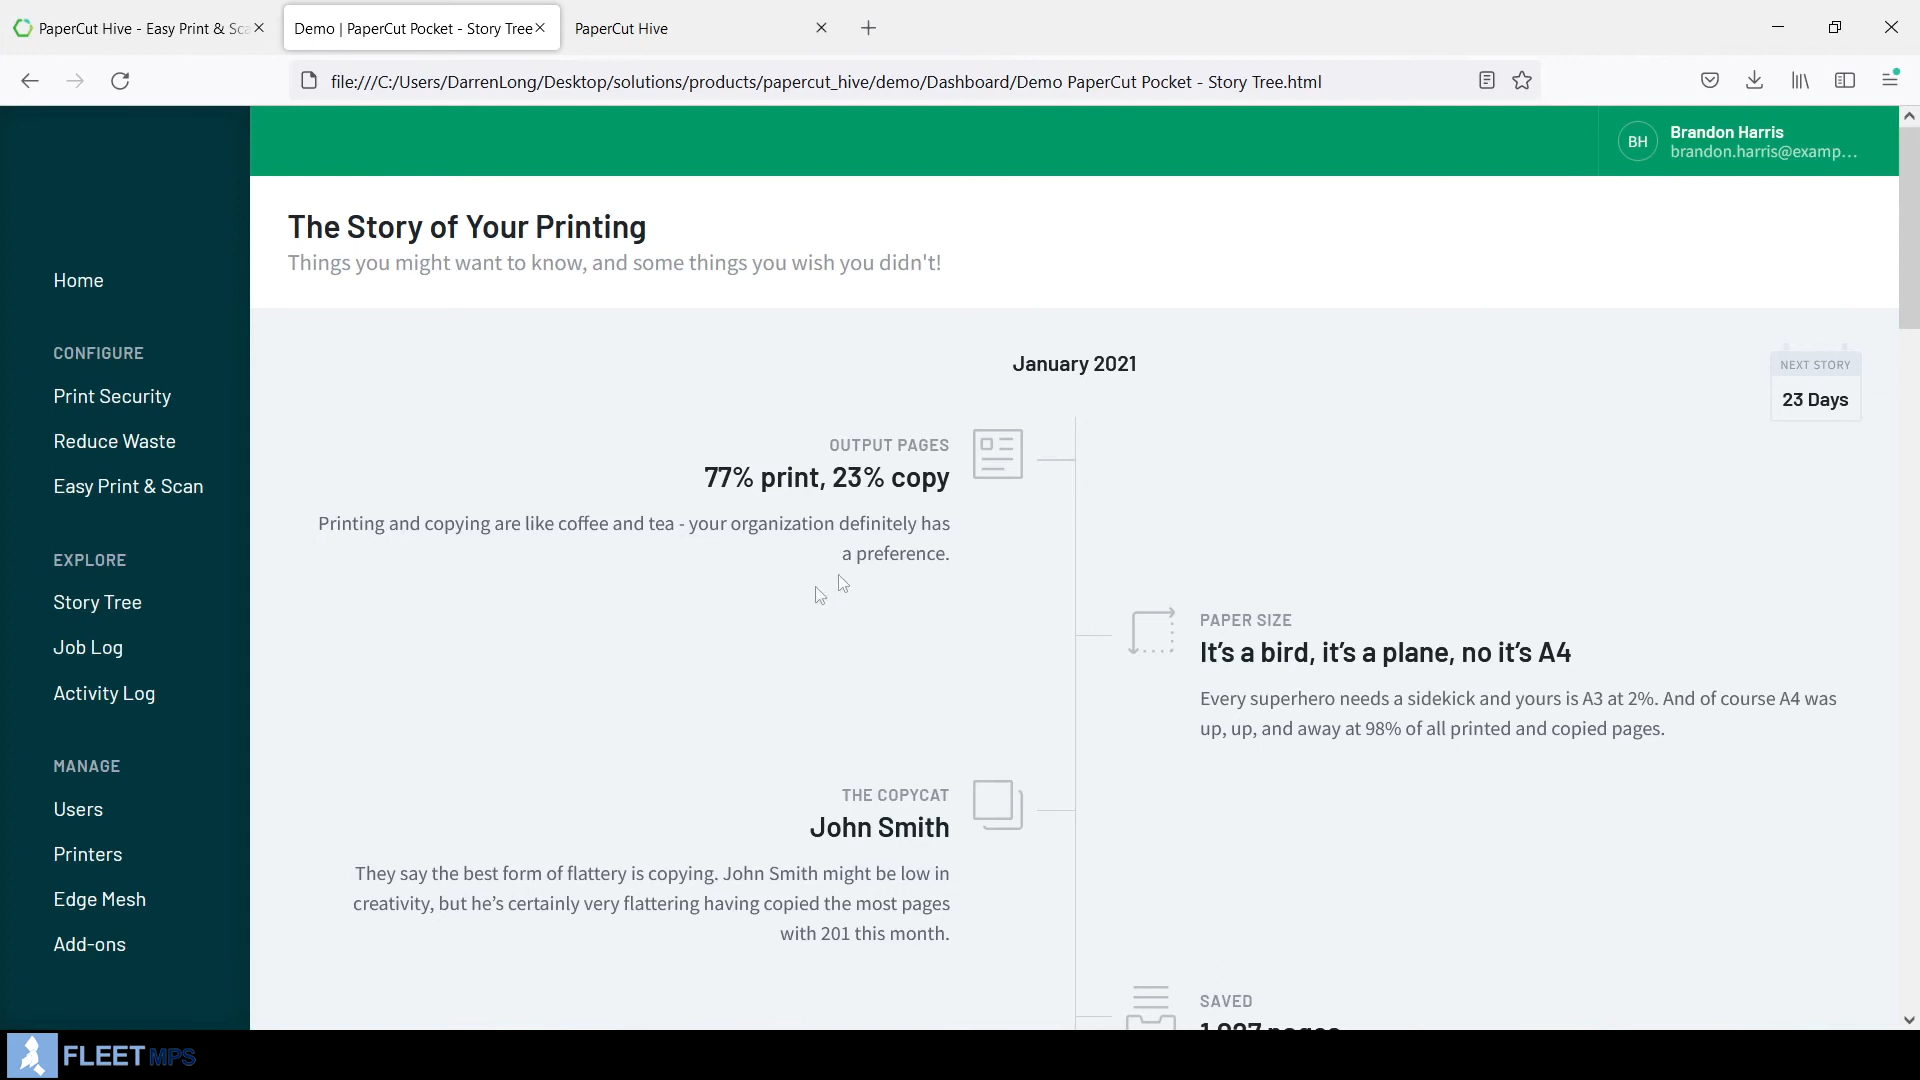 PaperCut Hive - Easy Print & Sca
Demo | PaperCut Pocket - Story Tree
PaperCut Hive
file:///C:/Users/DarrenLong/Desktop/solutions/products/papercut_hive/demo/Dashboard/Demo PaperCut Pocket - Story Tree.html
BH
Brandon Harris
brandon.harris@examp...
Home
CONFIGURE
Print Security
Reduce Waste
Easy Print & Scan
EXPLORE
Story Tree
Job Log
Activity Log
MANAGE
Users
Printers
Edge Mesh
Add-ons
The Story of Your Printing
Things you might want to know, and some things you wish you didn't!
January 2021
NEXT STORY
23 Days
OUTPUT PAGES
77% print, 23% copy
Printing and copying are like coffee and tea - your organization definitely has
a preference.
PAPER SIZE
It’s a bird, it’s a plane, no it’s A4
Every superhero needs a sidekick and yours is A3 at 2%. And of course A4 was
up, up, and away at 98% of all printed and copied pages.
THE COPYCAT
John Smith
They say the best form of flattery is copying. John Smith might be low in
creativity, but he’s certainly very flattering having copied the most pages
with 201 this month.
SAVED
pages
FLEET MPS